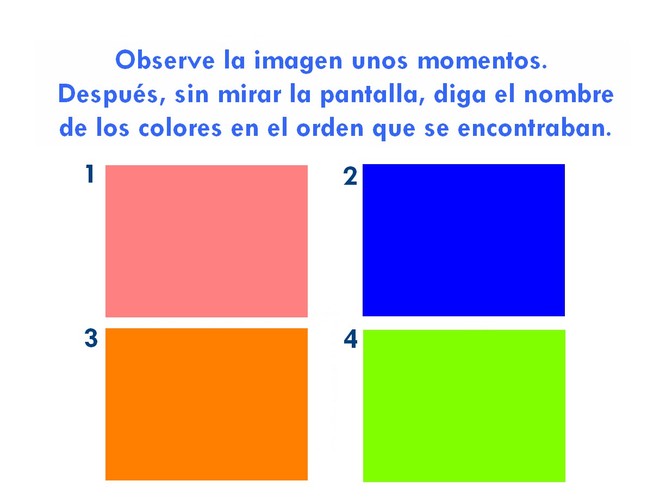 Observe la imagen unos momentos.
Después, sin mirar la pantalla, diga el nombre
de los colores en el orden que se encontraban.
1
2
3
4